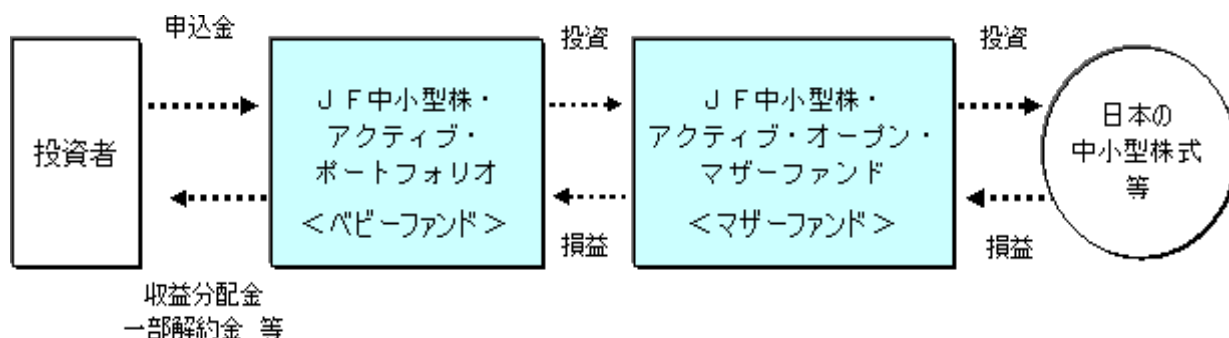 申込金
投資
投資
投資者
ＪＦ中小型株・
アクティブ・
ポートフォリオ
＜ベビーファンド＞
ＪＦ中小型株・
アクティブ・オープン・
マザーファンド
＜マザーファンド＞
日本の
中小型株式
等
損益
損益
収益分配金
一部解約金 等